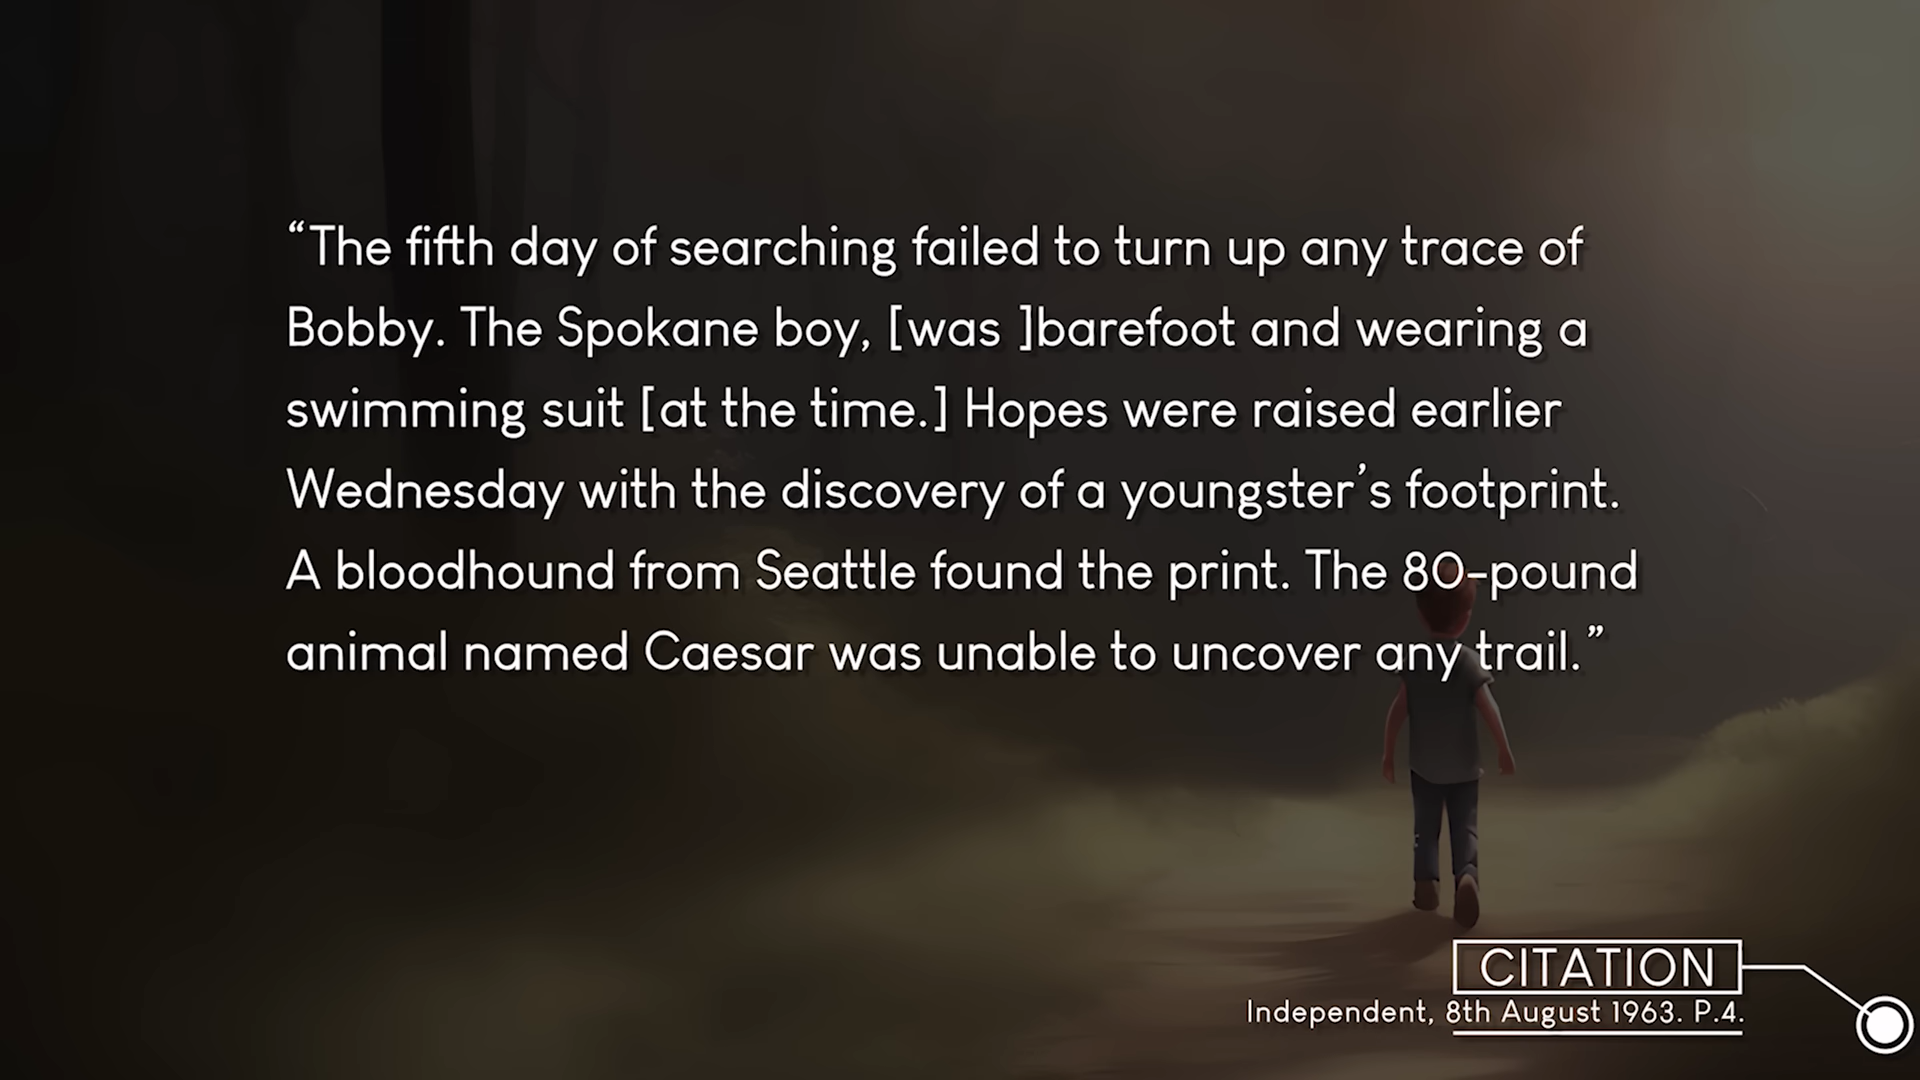 “The fifth day of searching failed to turn up any trace of
Bobby. The Spokane boy, [was ]barefoot and wearing a
swimming suit [at the time.] Hopes were raised earlier
Wednesday with the discovery of a youngster’s footprint.
A bloodhound from Seattle found the print. The 80-pound
animal named Caesar was unable to uncover any trail.”
CITATION
Independent, 8th August 1963. P.4.